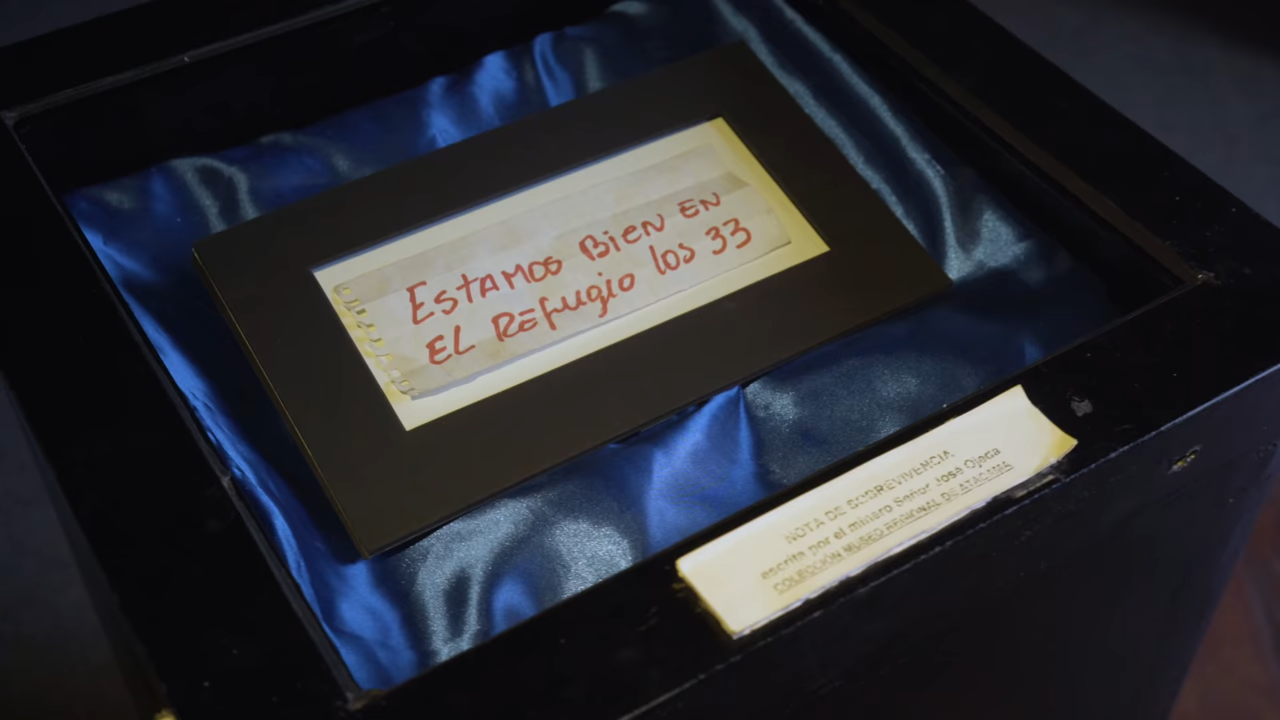 ESTAMOS BiEN EN
EL REfugio los 33
NOTA DE SOBREVIVENCIA
escrita por el minero Señor José Ojeda
COLECCIÓN MUSEO REGIONAL DE ATACAMA